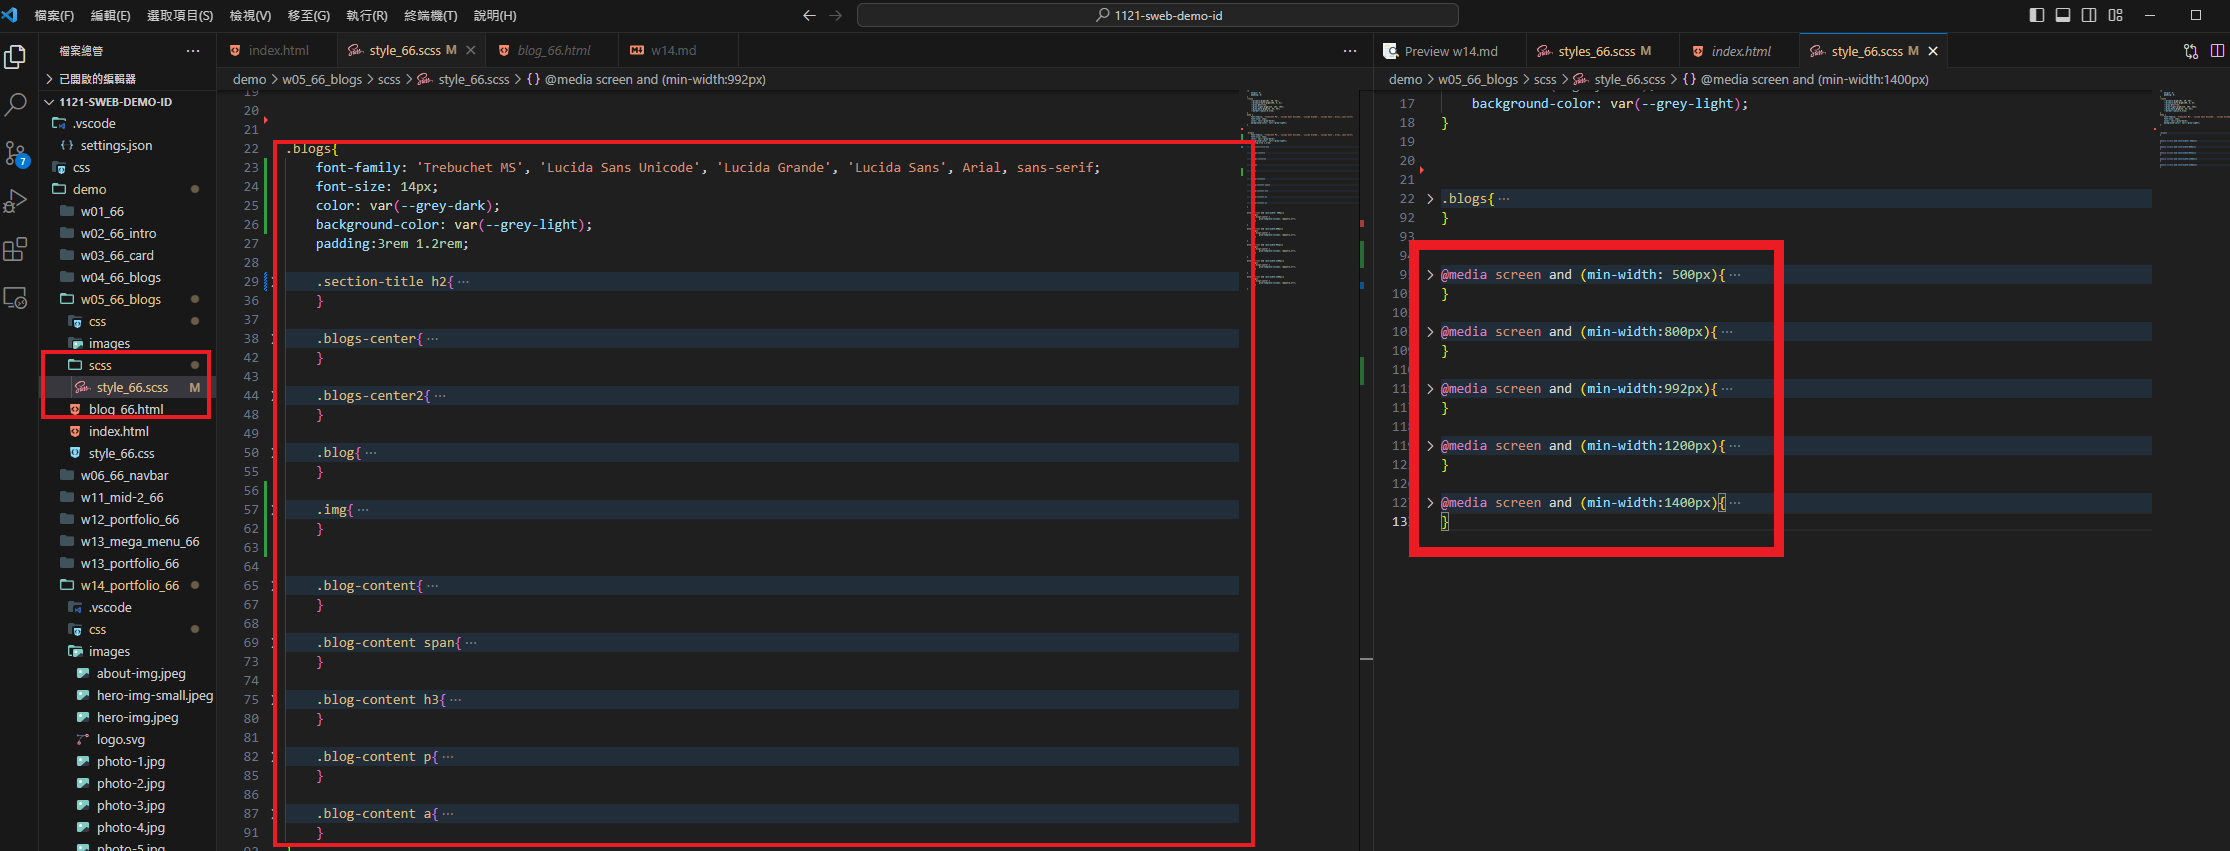 檔案(F) 編輯(E) 選取項目(S) 檢視(V) 移至(G) 執行(R) 終端機(T) 說明(H)
1121-sweb-demo-id
檔案總管
已開啟的編輯器
1121-SWEB-DEMO-ID
.vscode
settings.json
css
demo
w01_66
w02_66_intro
w03_66_card
w04_66_blogs
w05_66_blogs
css
images
scss
style_66.scss M
blog_66.html
index.html
style_66.css
w06_66_navbar
w11_mid-2_66
w12_portfolio_66
w13_mega_menu_66
w13_portfolio_66
w14_portfolio_66
.vscode
css
images
about-img.jpeg
hero-img-small.jpeg
hero-img.jpeg
logo.svg
photo-1.jpg
photo-2.jpg
photo-3.jpg
photo-4.jpg
photo-5.jpg
7
index.html style_66.scss M blog_66.html w14.md
demo > w05_66_blogs > scss > style_66.scss > {} @media screen and (min-width:992px)
19
20
21
22 .blogs{
23 font-family: 'Trebuchet MS', 'Lucida Sans Unicode', 'Lucida Grande', 'Lucida Sans', Arial, sans-serif;
24 font-size: 14px;
25 color: var(--grey-dark);
26 background-color: var(--grey-light);
27 padding:3rem 1.2rem;
28
29 .section-title h2{ ...
36 }
37
38 .blogs-center{ ...
42 }
43
44 .blogs-center2{ ...
48 }
49
50 .blog{ ...
55 }
56
57 .img{ ...
62 }
63
64
65 .blog-content{ ...
67 }
68
69 .blog-content span{ ...
73 }
74
75 .blog-content h3{ ...
80 }
81
82 .blog-content p{ ...
85 }
86
87 .blog-content a{ ...
91 }
92
Preview w14.md styles_66.scss M index.html style_66.scss M
demo > w05_66_blogs > scss > style_66.scss > {} @media screen and (min-width:1400px)
17 background-color: var(--grey-light);
18 }
19
20
21
22 .blogs{ ...
92 }
93
@media screen and (min-width: 500px){ ...
}
@media screen and (min-width:800px){ ...
}
@media screen and (min-width:992px){ ...
}
@media screen and (min-width:1200px){ ...
}
@media screen and (min-width:1400px){ ...
}